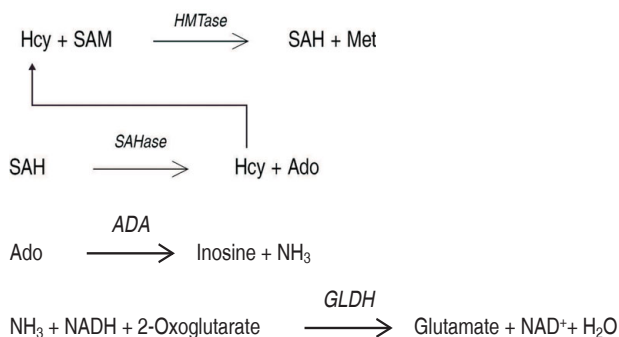 HMTase
Hcy + SAM SAH + Met
SAHase
SAH Hcy + Ado
ADA
Ado Inosine + NH₃
GLDH
NH₃ + NADH + 2-Oxoglutarate Glutamate + NAD⁺+ H₂O